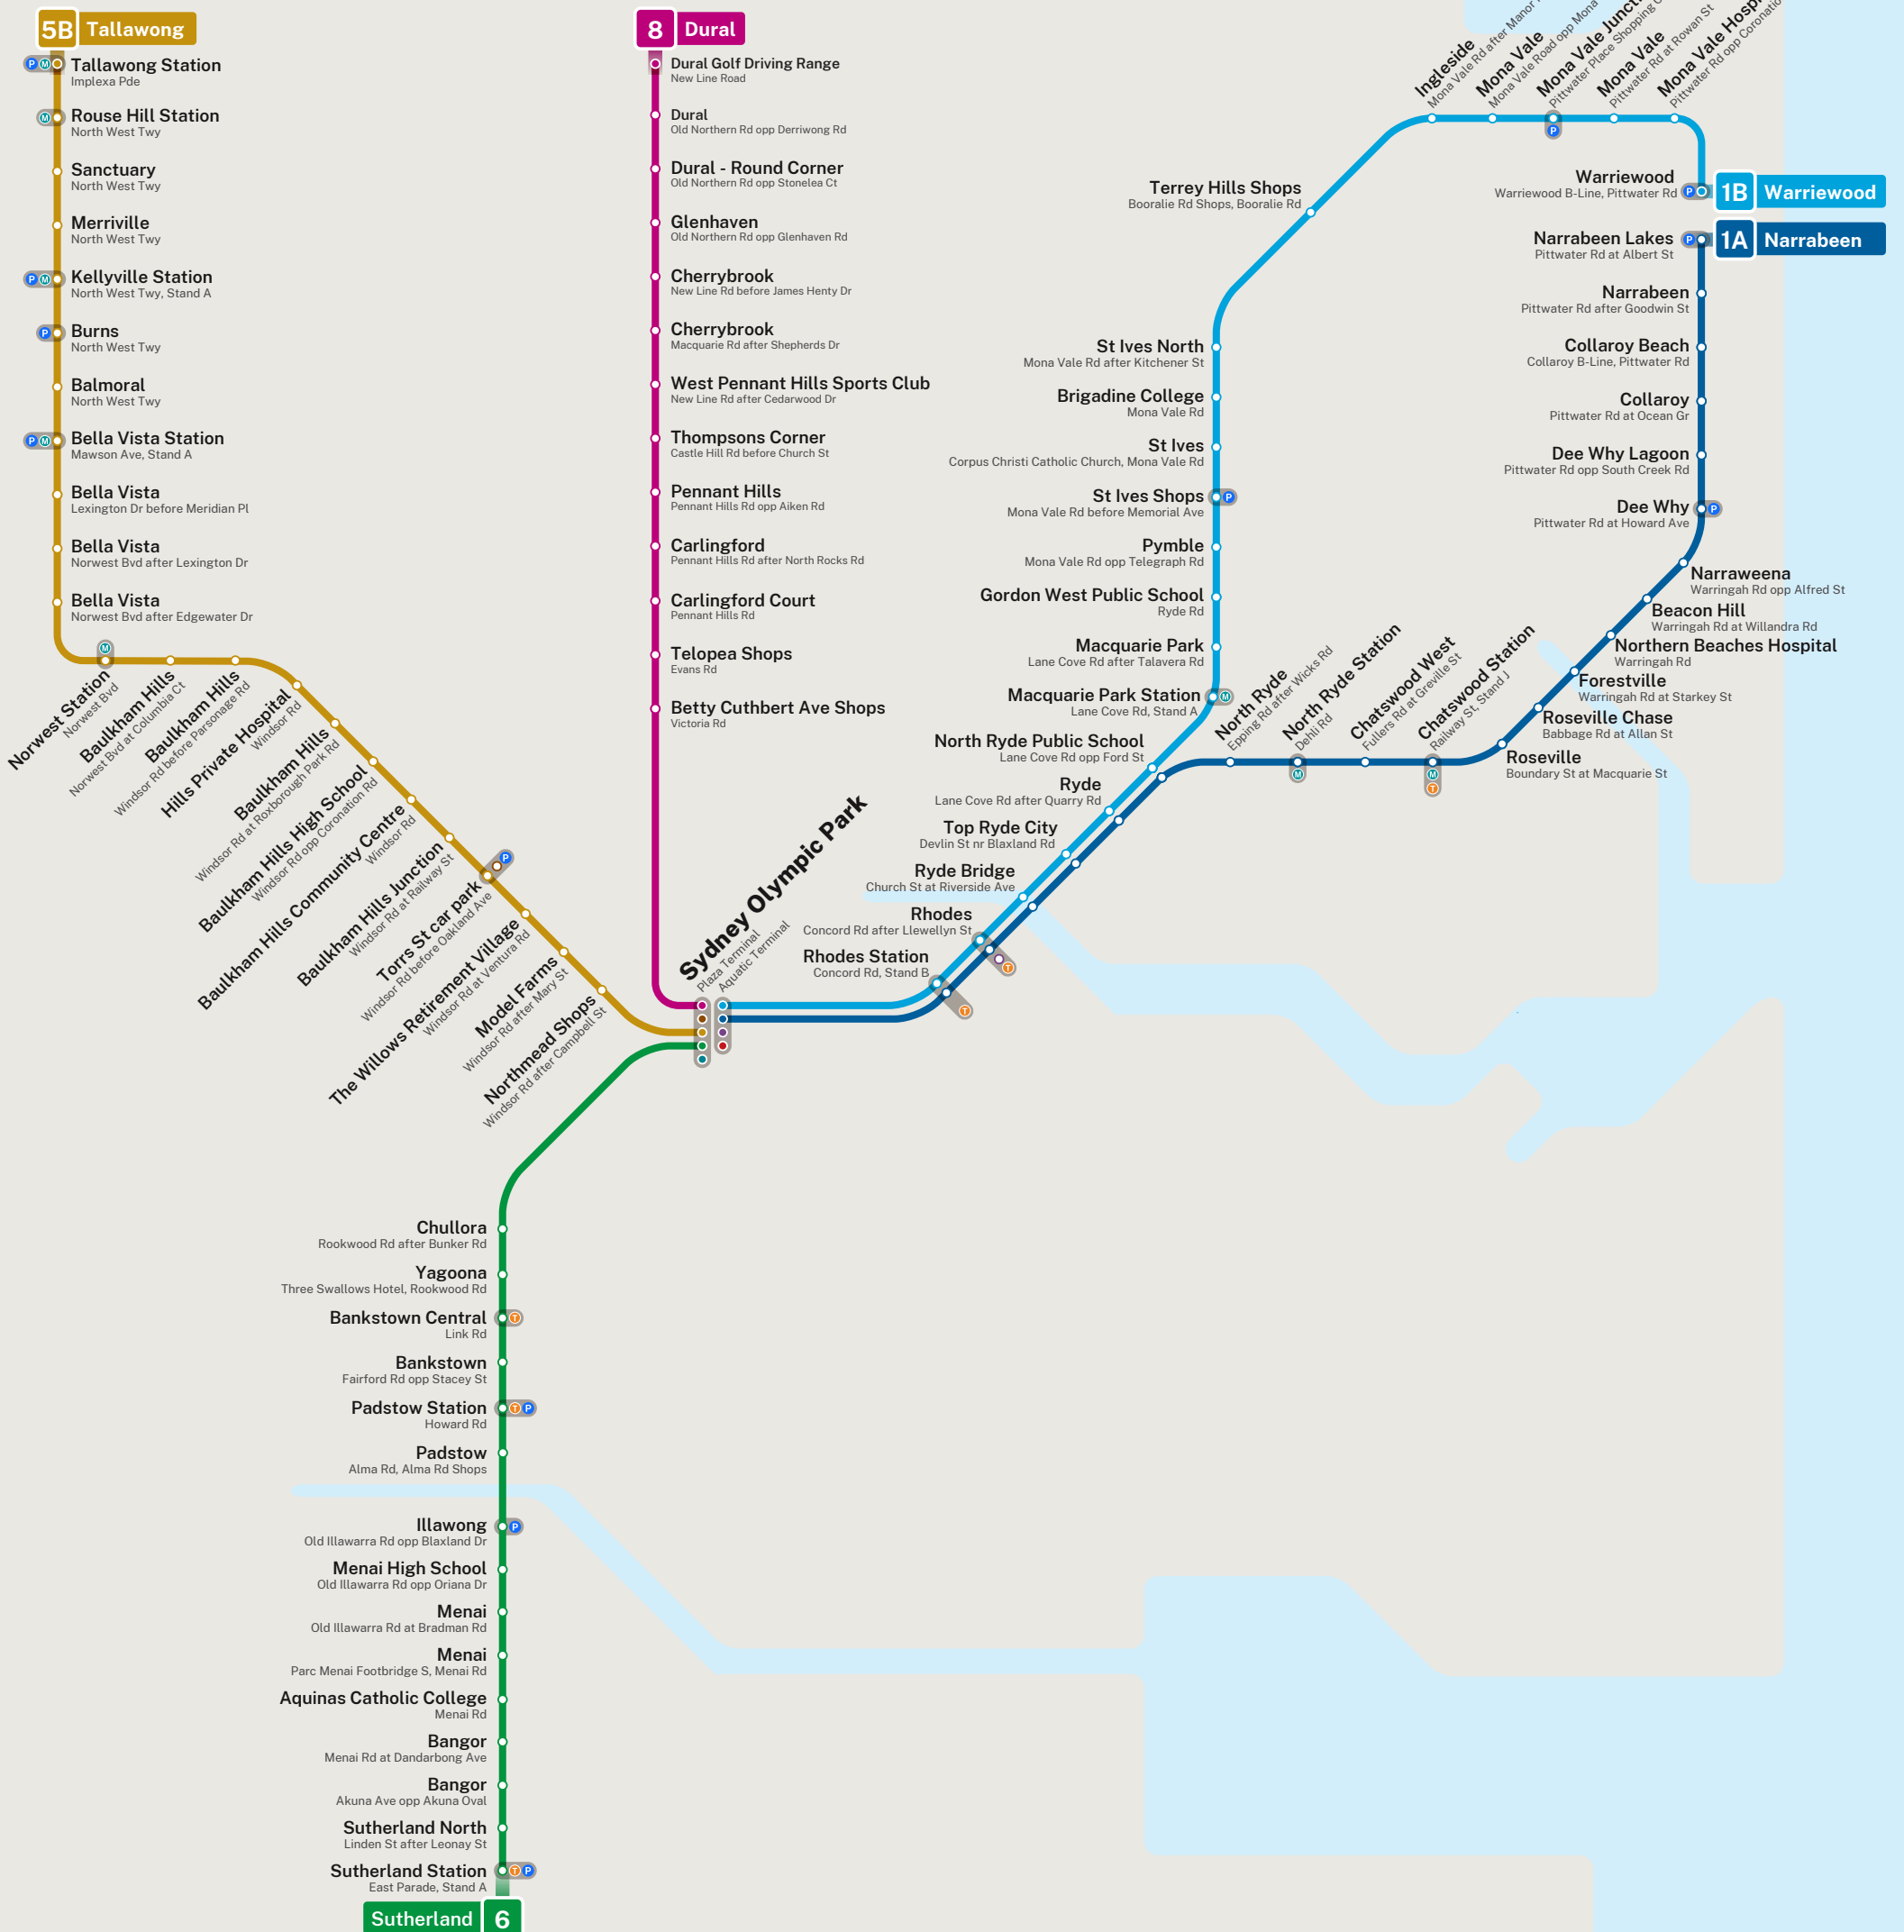 5B Tallawong
P M Tallawong Station
Implexa Pde
M Rouse Hill Station
North West Twy
Sanctuary
North West Twy
Merriville
North West Twy
P M Kellyville Station
North West Twy, Stand A
P Burns
North West Twy
Balmoral
North West Twy
P M Bella Vista Station
Mawson Ave, Stand A
Bella Vista
Lexington Dr before Meridian Pl
Bella Vista
Norwest Bvd after Lexington Dr
Bella Vista
Norwest Bvd after Edgewater Dr
M
Norwest Station
Norwest Bvd
Baulkham Hills
Norwest Bvd at Columbia Ct
Baulkham Hills
Windsor Rd before Parsonage Rd
Hills Private Hospital
Windsor Rd
Baulkham Hills
Windsor Rd at Roxborough Park Rd
Baulkham Hills High School
Windsor Rd opp Coronation Rd
Baulkham Hills Community Centre
Windsor Rd
Baulkham Hills Junction
Windsor Rd at Railway St
P
Torrs St car park
Windsor Rd before Oakland Ave
The Willows Retirement Village
Windsor Rd at Ventura Rd
Model Farms
Windsor Rd after Mary St
Northmead Shops
Windsor Rd after Campbell St
8 Dural
Dural Golf Driving Range
New Line Road
Dural
Old Northern Rd opp Derriwong Rd
Dural - Round Corner
Old Northern Rd opp Stonelea Ct
Glenhaven
Old Northern Rd opp Glenhaven Rd
Cherrybrook
New Line Rd before James Henty Dr
Cherrybrook
Macquarie Rd after Shepherds Dr
West Pennant Hills Sports Club
New Line Rd after Cedarwood Dr
Thompsons Corner
Castle Hill Rd before Church St
Pennant Hills
Pennant Hills Rd opp Aiken Rd
Carlingford
Pennant Hills Rd after North Rocks Rd
Carlingford Court
Pennant Hills Rd
Telopea Shops
Evans Rd
Betty Cuthbert Ave Shops
Victoria Rd
Sydney Olympic Park
Plaza Terminal
Aquatic Terminal
Ingleside
Mona Vale Rd after Manor
Mona Vale
Mona Vale Road opp Mona
Mona Vale
Pittwater Place Shopping
P
Mona Vale
Pittwater Rd at Rowan St
Mona Vale
Pittwater Rd opp
Warriewood
Warriewood B-Line, Pittwater Rd P
1B Warriewood
Terrey Hills Shops
Booralie Rd Shops, Booralie Rd
St Ives North
Mona Vale Rd after Kitchener St
Brigadine College
Mona Vale Rd
St Ives
Corpus Christi Catholic Church, Mona Vale Rd
St Ives Shops P
Mona Vale Rd before Memorial Ave
Pymble
Mona Vale Rd opp Telegraph Rd
Gordon West Public School
Ryde Rd
Macquarie Park
Lane Cove Rd after Talavera Rd
Macquarie Park Station M
Lane Cove Rd, Stand A
North Ryde Public School
Lane Cove Rd opp Ford St
Ryde
Lane Cove Rd after Quarry Rd
Top Ryde City
Devlin St nr Blaxland Rd
Ryde Bridge
Church St at Riverside Ave
Rhodes
Concord Rd after Llewellyn St
T
Rhodes Station
Concord Rd, Stand B
T
Narrabeen Lakes P
Pittwater Rd at Albert St
1A Narrabeen
Narrabeen
Pittwater Rd after Goodwin St
Collaroy Beach
Collaroy B-Line, Pittwater Rd
Collaroy
Pittwater Rd at Ocean Gr
Dee Why Lagoon
Pittwater Rd opp South Creek Rd
Dee Why P
Pittwater Rd at Howard Ave
Narraweena
Warringah Rd opp Alfred St
Beacon Hill
Warringah Rd at Willandra Rd
Northern Beaches Hospital
Warringah Rd
Forestville
Warringah Rd at Starkey St
Roseville Chase
Babbage Rd at Allan St
Roseville
Boundary St at Macquarie St
North Ryde
Epping Rd after Wicks Rd
North Ryde Station
Dehli Rd
M
Chatswood West
Fullers Rd at Greville St
Chatswood Station
Railway St, Stand J
M
T
Chullora
Rookwood Rd after Bunker Rd
Yagoona
Three Swallows Hotel, Rookwood Rd
Bankstown Central T
Link Rd
Bankstown
Fairford Rd opp Stacey St
Padstow Station T P
Howard Rd
Padstow
Alma Rd, Alma Rd Shops
Illawong P
Old Illawarra Rd opp Blaxland Dr
Menai High School
Old Illawarra Rd opp Oriana Dr
Menai
Old Illawarra Rd at Bradman Rd
Menai
Parc Menai Footbridge S, Menai Rd
Aquinas Catholic College
Menai Rd
Bangor
Menai Rd at Dandarbong Ave
Bangor
Akuna Ave opp Akuna Oval
Sutherland North
Linden St after Leonay St
Sutherland Station T P
East Parade, Stand A
Sutherland 6